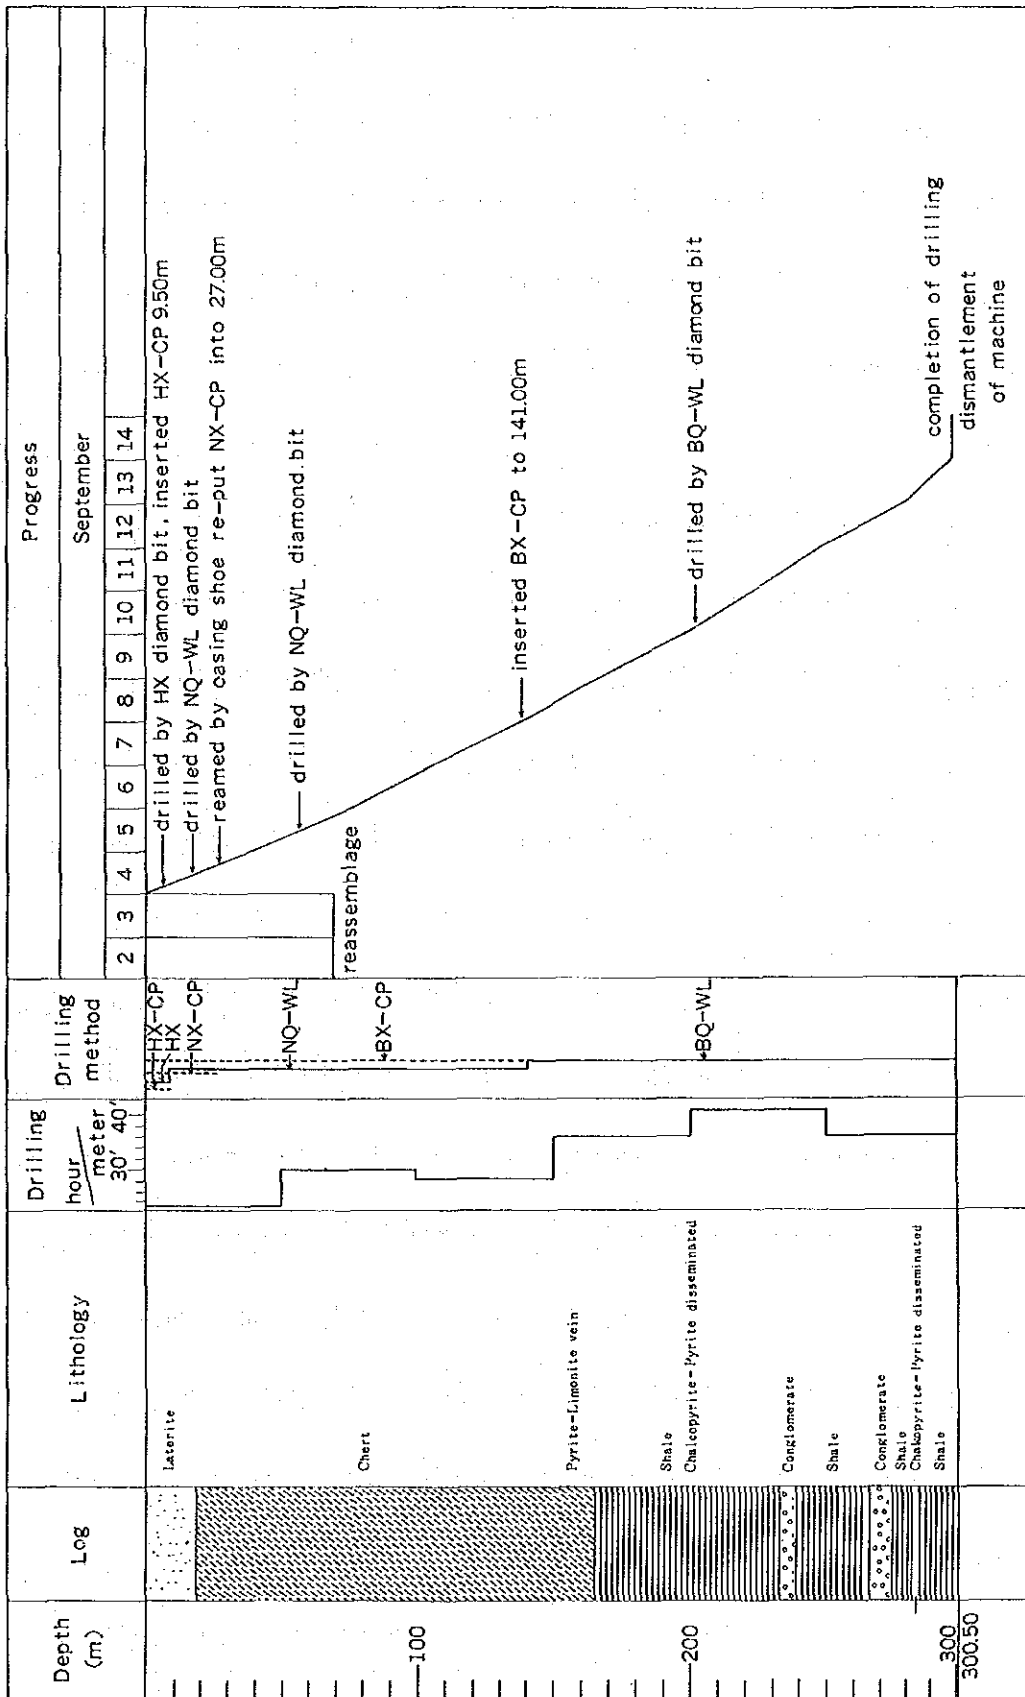 Depth
(m)
Log
Lithology
Drilling
hour/meter
30' 40'
Drilling
method
Progress
September
2 3 4 5 6 7 8 9 10 11 12 13 14
100
200
300
300.50
Laterite
Chert
Pyrite-Limonite vein
Shale
Chalcopyrite-Pyrite disseminated
Conglomerate
Shale
Conglomerate
Shale
Chalcopyrite-Pyrite disseminated
Shale
HX-CP
HX
NX-CP
NQ-WL
BX-CP
BQ-WL
reassemblage
drilled by HX diamond bit, inserted HX-CP 9.50m
drilled by NQ-WL diamond bit
reamed by casing shoe re-put NX-CP into 27.00m
drilled by NQ-WL diamond bit
inserted BX-CP to 141.00m
drilled by BQ-WL diamond bit
completion of drilling
dismantlement
of machine